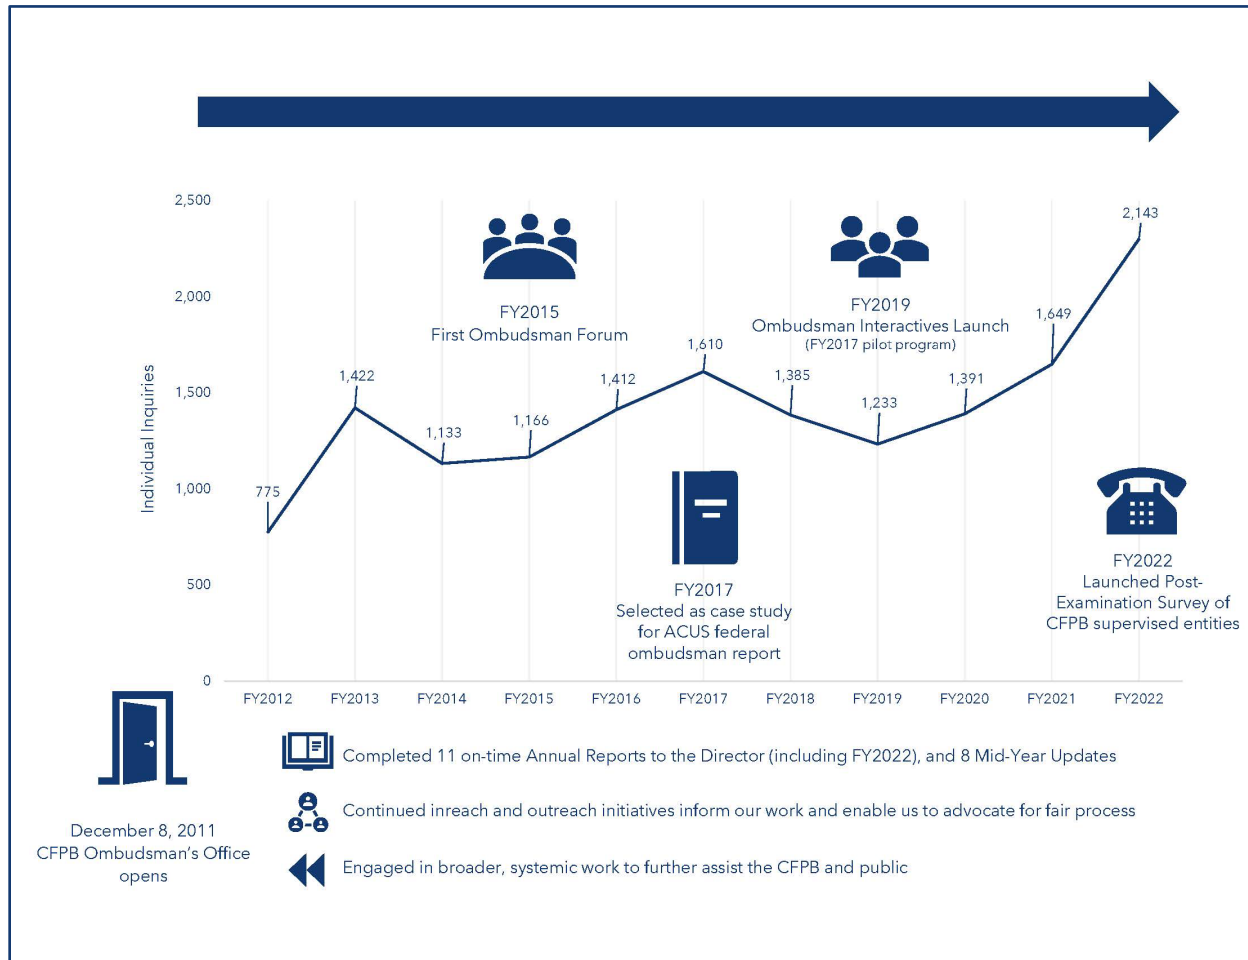 2,500
2,000
1,500
1,000
500
0
Individual Inquiries
775
1,422
1,133
1,166
1,412
1,610
1,385
1,233
1,391
1,649
2,143
FY2015
First Ombudsman Forum
FY2019
Ombudsman Interactives Launch
(FY2017 pilot program)
FY2017
Selected as case study
for ACUS federal
ombudsman report
FY2022
Launched Post-
Examination Survey of
CFPB supervised entities
FY2012 FY2013 FY2014 FY2015 FY2016 FY2017 FY2018 FY2019 FY2020 FY2021 FY2022
December 8, 2011
CFPB Ombudsman's Office
opens
Completed 11 on-time Annual Reports to the Director (including FY2022), and 8 Mid-Year Updates
Continued inreach and outreach initiatives inform our work and enable us to advocate for fair process
Engaged in broader, systemic work to further assist the CFPB and public